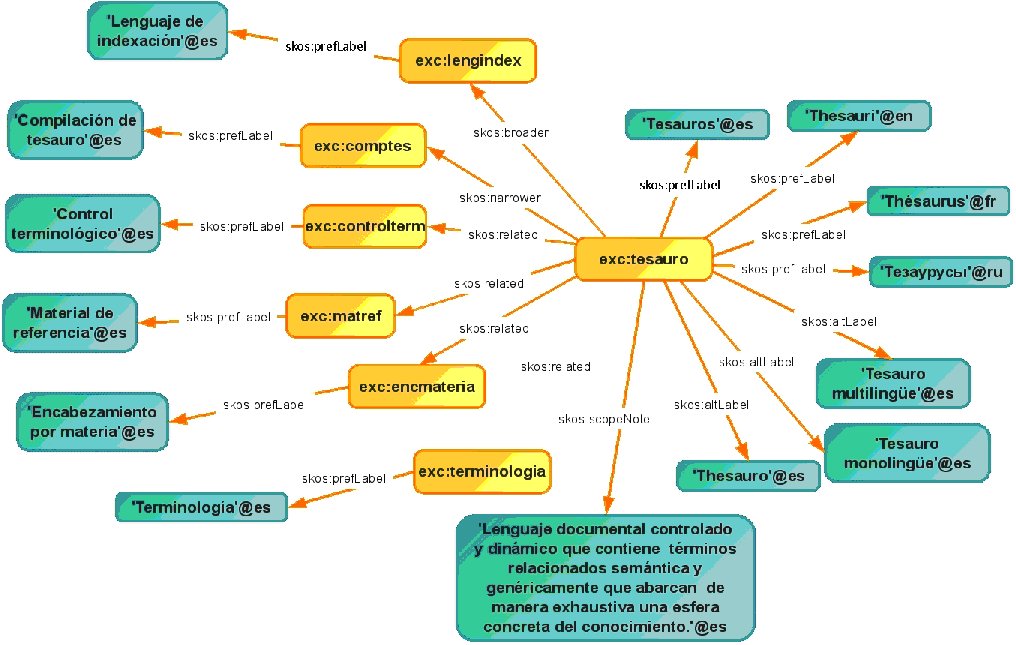 'Lenguaje de
indexación'@es
skos:prefLabel
exc:lengindex
skos:broader
'Compilación de
tesauro'@es
skos:prefLabel
exc:comptes
skos:narrower
'Tesauros'@es
skos:prefLabel
'Thesauri'@en
skos:prefLabel
'Control
terminológico'@es
skos:prefLabel
exc:controlterm
skos:related
'Thésaurus'@fr
skos:prefLabel
exc:tesauro
'Тезаурусы'@ru
skos:prefLabel
'Material de
referencia'@es
skos:prefLabel
exc:matref
skos:related
skos:related
skos:altLabel
'Tesauro
multilingüe'@es
skos:altLabel
skos:related
'Encabezamiento
por materia'@es
skos:prefLabel
exc:encmateria
skos:scopeNote
skos:altLabel
'Tesauro
monolingüe'@es
'Thesauro'@es
exc:terminologia
skos:prefLabel
'Terminología'@es
'Lenguaje documental controlado
y dinámico que contiene términos
relacionados semántica y
genéricamente que abarcan de
manera exhaustiva una esfera
concreta del conocimiento.'@es